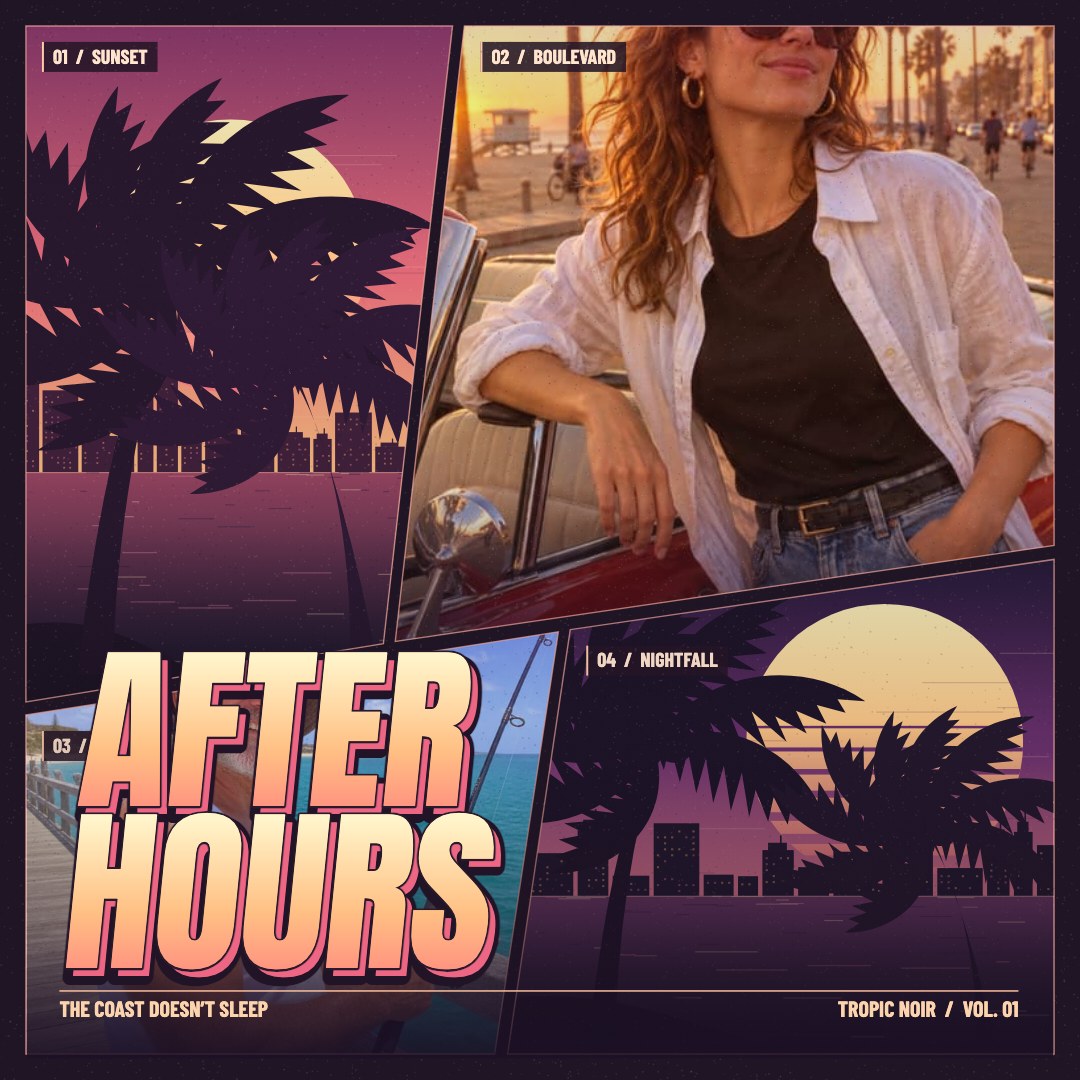 01 / SUNSET
02 / BOULEVARD
04 / NIGHTFALL
03 /
AFTER
HOURS
THE COAST DOESN'T SLEEP
TROPIC NOIR / VOL. 01